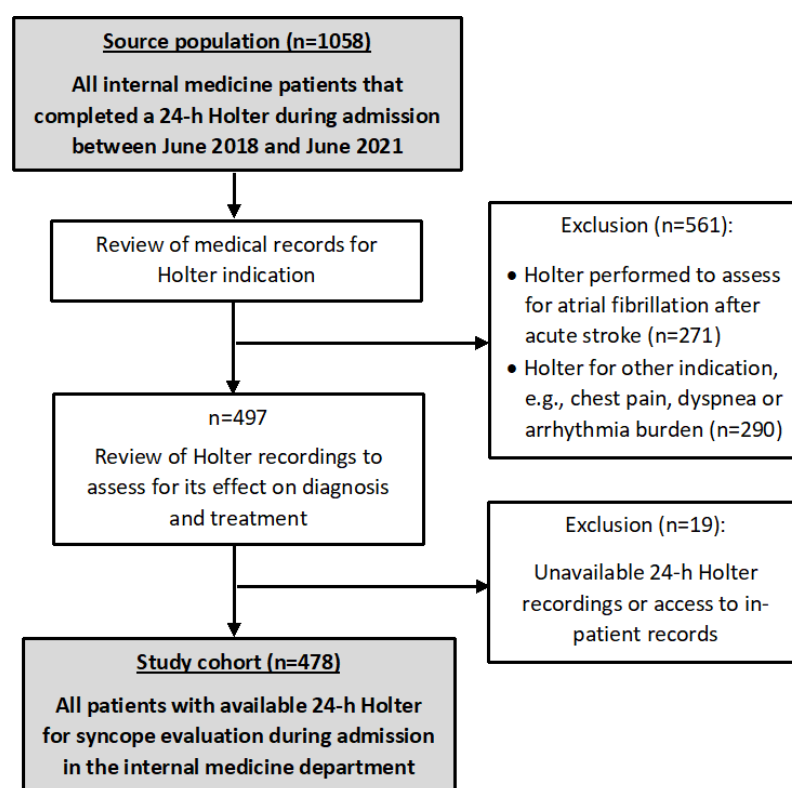 Source population (n=1058)
All internal medicine patients that
completed a 24-h Holter during admission
between June 2018 and June 2021
Review of medical records for
Holter indication
Exclusion (n=561):
• Holter performed to assess
for atrial fibrillation after
acute stroke (n=271)
• Holter for other indication,
e.g., chest pain, dyspnea or
arrhythmia burden (n=290)
n=497
Review of Holter recordings to
assess for its effect on diagnosis
and treatment
Exclusion (n=19):
Unavailable 24-h Holter
recordings or access to in-
patient records
Study cohort (n=478)
All patients with available 24-h Holter
for syncope evaluation during admission
in the internal medicine department